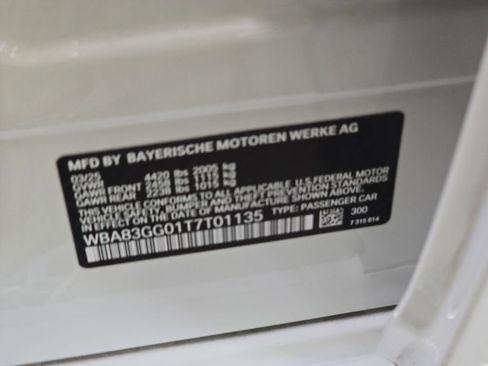 MFD BY BAYERISCHE MOTOREN WERKE AG
03/25
GVWR 4420 lbs 2005 kg
GAWR FRONT 2458 lbs 1115 kg
GAWR REAR 2238 lbs 1015 kg
THIS VEHICLE CONFORMS TO ALL APPLICABLE U.S. FEDERAL MOTOR
VEHICLE SAFETY, BUMPER AND THEFT PREVENTION STANDARDS
IN EFFECT ON THE DATE OF MANUFACTURE SHOWN ABOVE.
WBA83GG01T7T01135 TYPE: PASSENGER CAR
300
7 315 614